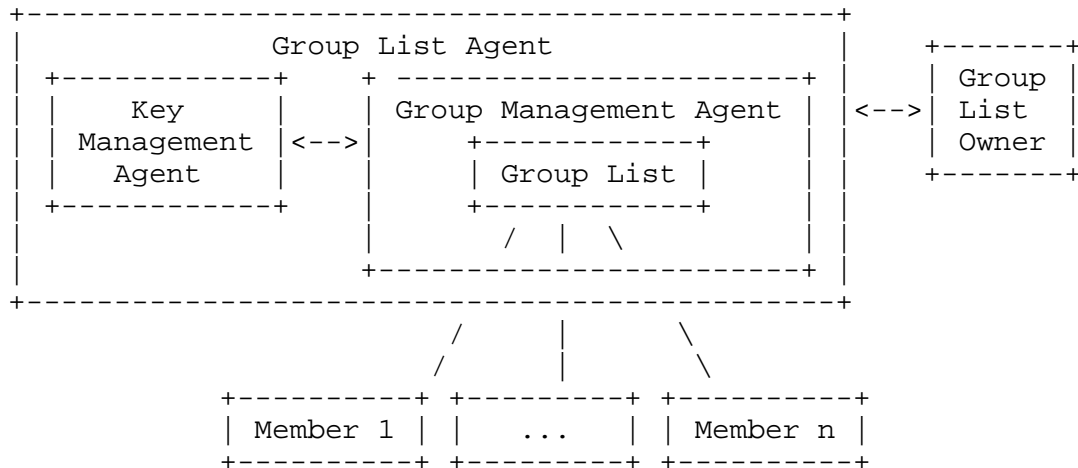 Group List Agent
Group
Key Group Management Agent <--> List
Management <--> Owner
Agent Group List
Member 1 ... Member n